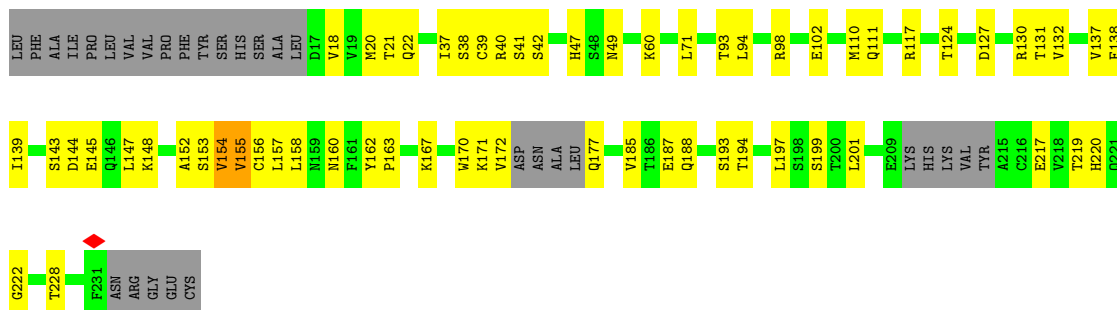 LEU PHE ALA ILE PRO LEU VAL VAL PRO PHE TYR SER HIS SER ALA LEU D17 V18 V19 M20 T21 Q22 I37 S38 C39 R40 S41 S42 H47 S48 N49 K60 L71 T93 L94 R98 E102 M110 Q111 R117 T124 D127 R130 T131 V132 V137 E138
I139 S143 D144 E145 Q146 L147 K148 A152 S153 V154 V155 C156 L157 L158 N159 N160 F161 Y162 P163 K167 W170 K171 V172 ASP ASN ALA LEU Q177 V185 T186 E187 Q188 S193 T194 L197 S198 S199 T200 L201 E209 LYS HIS LYS VAL TYR A215 C216 E217 V218 T219 H220 Q221
G222 T228 F231 ASN ARG GLY GLU CYS